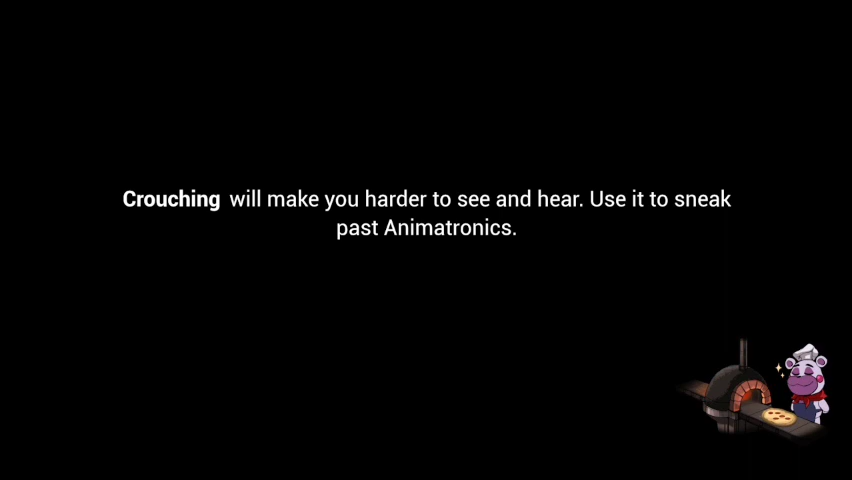 Crouching will make you harder to see and hear. Use it to sneak
past Animatronics.